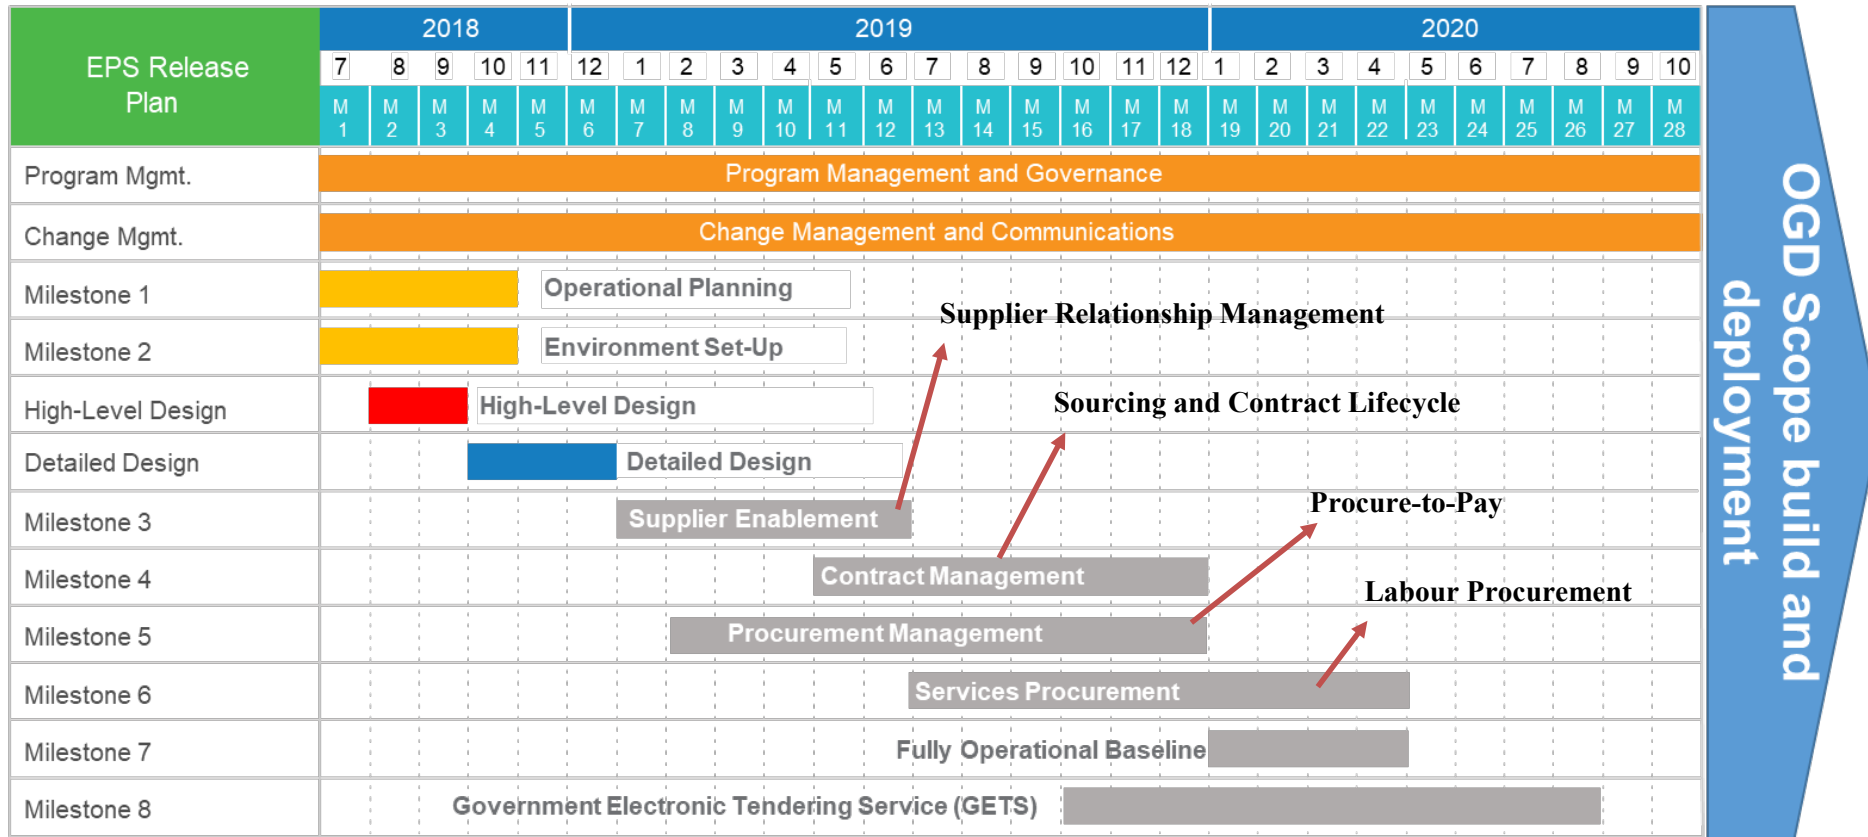 EPS Release
Plan
2018 2019 2020
7 8 9 10 11 12 1 2 3 4 5 6 7 8 9 10 11 12 1 2 3 4 5 6 7 8 9 10
M M M M M M M M M M M M M M M M M M M M M M M M M M M M
1 2 3 4 5 6 7 8 9 10 11 12 13 14 15 16 17 18 19 20 21 22 23 24 25 26 27 28
Program Mgmt. Program Management and Governance
Change Mgmt. Change Management and Communications
Milestone 1 Operational Planning
Supplier Relationship Management
Milestone 2 Environment Set-Up
High-Level Design High-Level Design
Sourcing and Contract Lifecycle
Detailed Design Detailed Design
Procure-to-Pay
Milestone 3 Supplier Enablement
Milestone 4 Contract Management
Labour Procurement
Milestone 5 Procurement Management
Milestone 6 Services Procurement
Milestone 7 Fully Operational Baseline
Milestone 8 Government Electronic Tendering Service (GETS)
OGD Scope build and
deployment